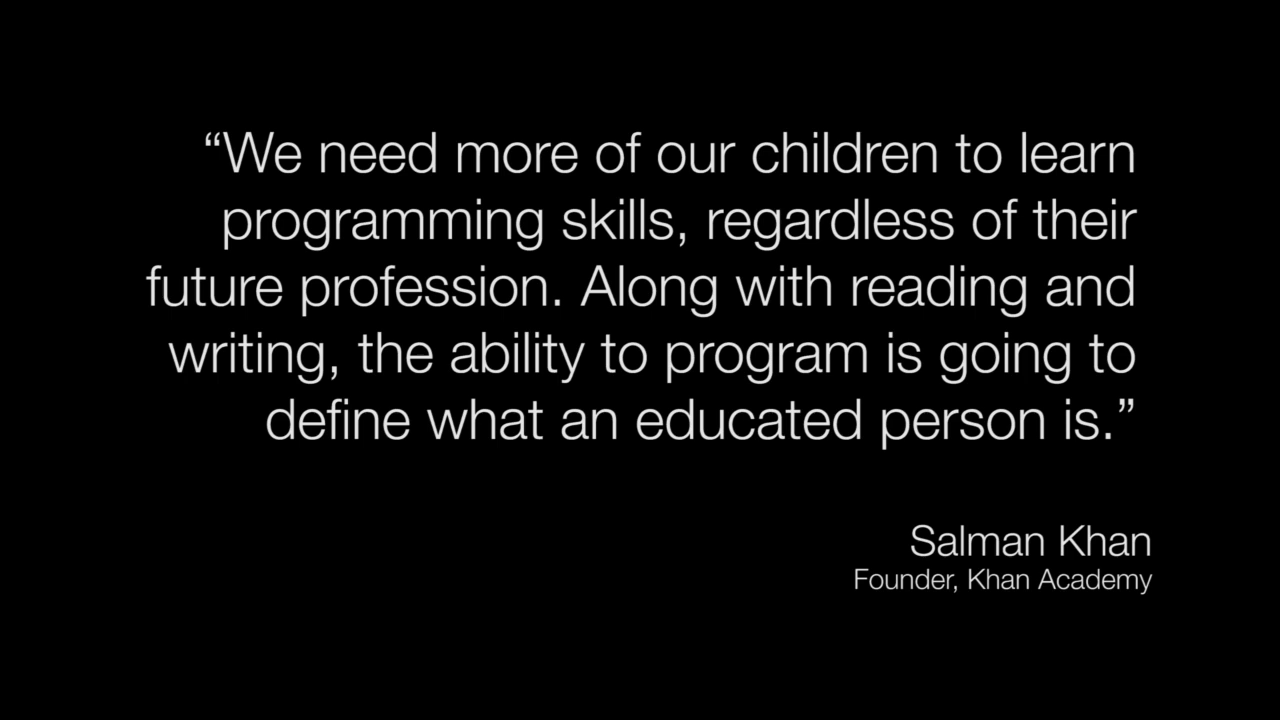 “We need more of our children to learn
programming skills, regardless of their
future profession. Along with reading and
writing, the ability to program is going to
define what an educated person is.”
Salman Khan
Founder, Khan Academy